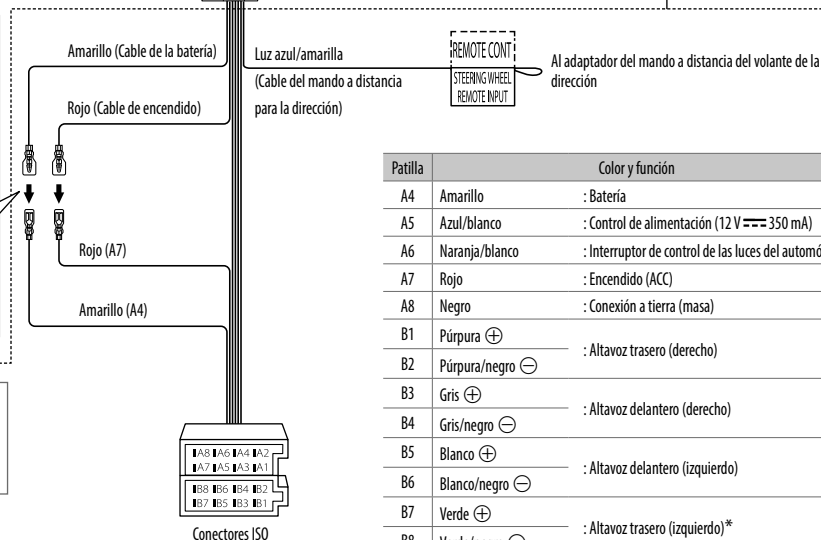 Amarillo (Cable de la batería)
Luz azul/amarilla
(Cable del mando a distancia
para la dirección)
REMOTE CONT
STEERING WHEEL
REMOTE INPUT
Al adaptador del mando a distancia del volante de la
dirección
Rojo (Cable de encendido)
Rojo (A7)
Amarillo (A4)
A8 A6 A4 A2
A7 A5 A3 A1
B8 B6 B4 B2
B7 B5 B3 B1
Conectores ISO
Patilla Color y función
A4 Amarillo : Batería
A5 Azul/blanco : Control de alimentación (12 V ⎓ 350 mA)
A6 Naranja/blanco : Interruptor de control de las luces del
A7 Rojo : Encendido (ACC)
A8 Negro : Conexión a tierra (masa)
B1 Púrpura ⊕
: Altavoz trasero (derecho)
B2 Púrpura/negro ⊖
B3 Gris ⊕
: Altavoz delantero (derecho)
B4 Gris/negro ⊖
B5 Blanco ⊕
: Altavoz delantero (izquierdo)
B6 Blanco/negro ⊖
B7 Verde ⊕
: Altavoz trasero (izquierdo)*